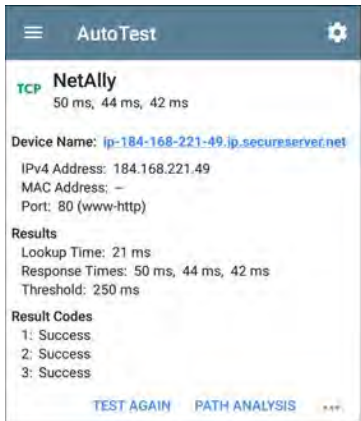 AutoTest
TCP NetAlly
50 ms, 44 ms, 42 ms
Device Name: ip-184-168-221-49.ip.secureserver.net
IPv4 Address: 184.168.221.49
MAC Address: –
Port: 80 (www-http)
Results
Lookup Time: 21 ms
Response Times: 50 ms, 44 ms, 42 ms
Threshold: 250 ms
Result Codes
1: Success
2: Success
3: Success
TEST AGAIN PATH ANALYSIS ...